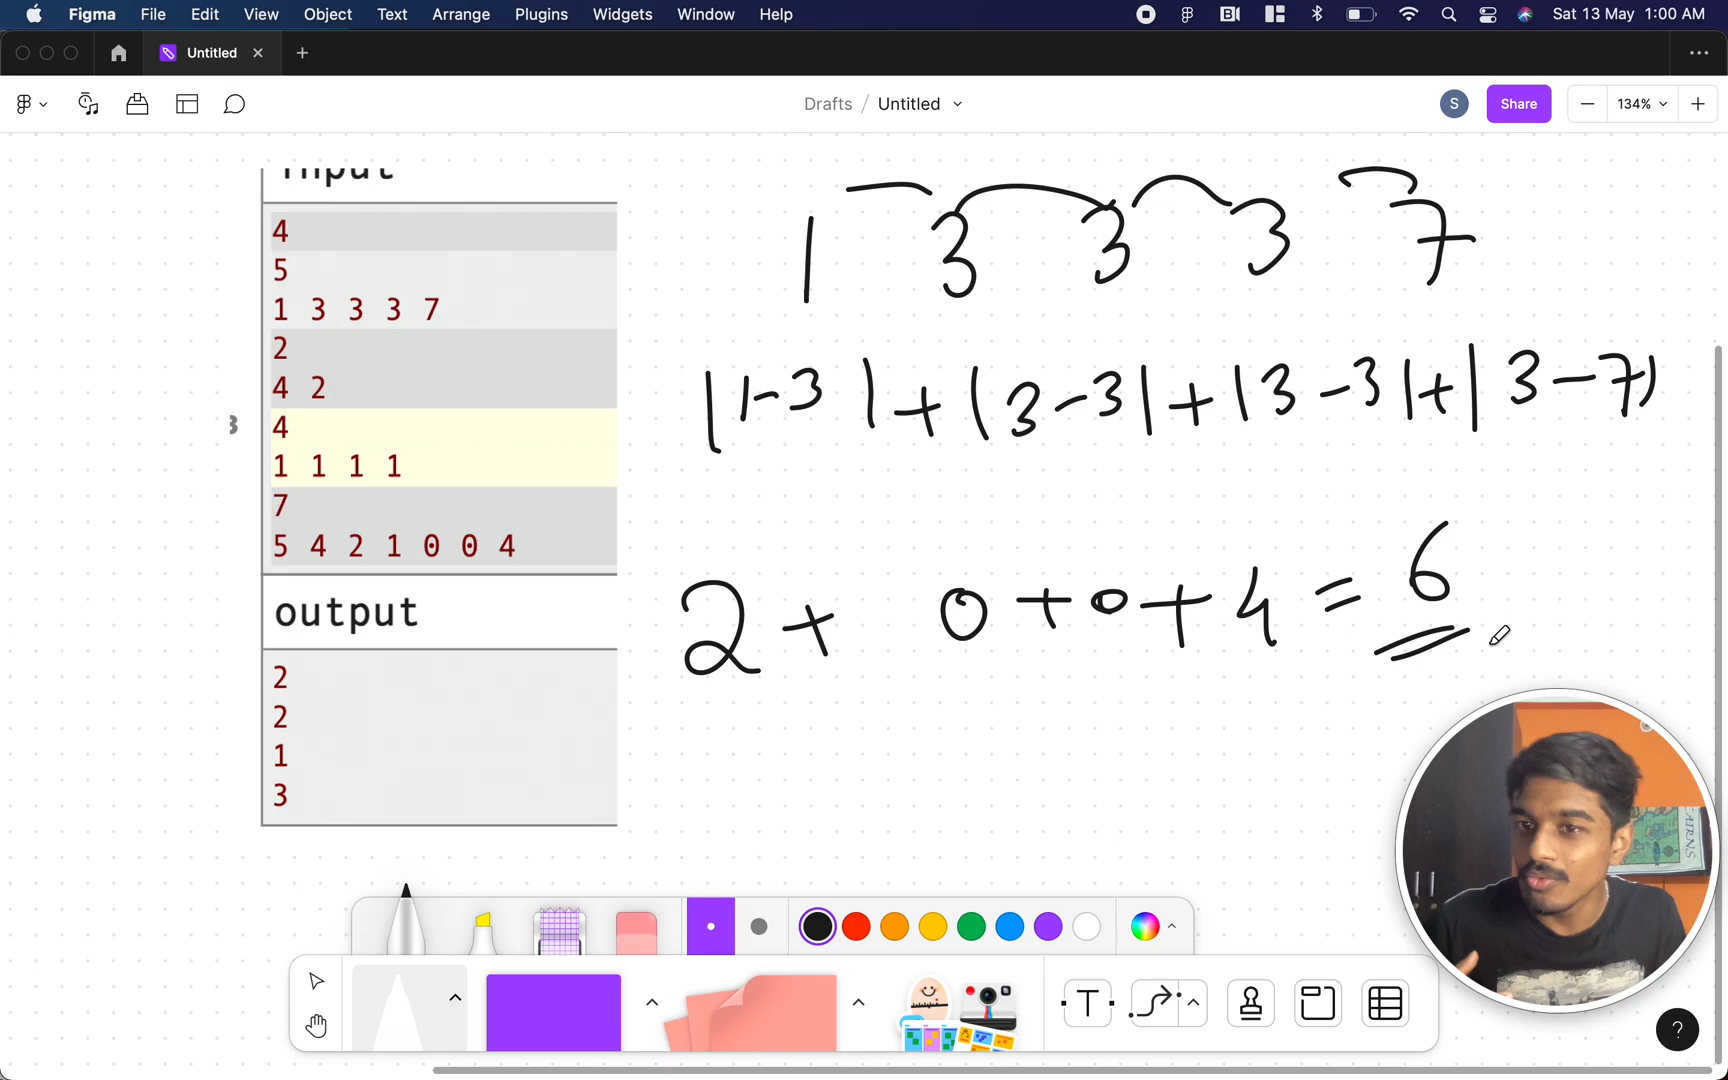 Figma File Edit View Object Text Arrange Plugins Widgets Window Help Sat 13 May 1:00 AM
Untitled
Drafts / Untitled S Share 134%
input
4
5
1 3 3 3 7
2
4 2
4
1 1 1 1
7
5 4 2 1 0 0 4
output
2
2
1
3
3
1 3 3 3 7
|1-3|+|3-3|+|3-3|+|3-7|
2+ 0+0+4=6
CAIRNS
T
?